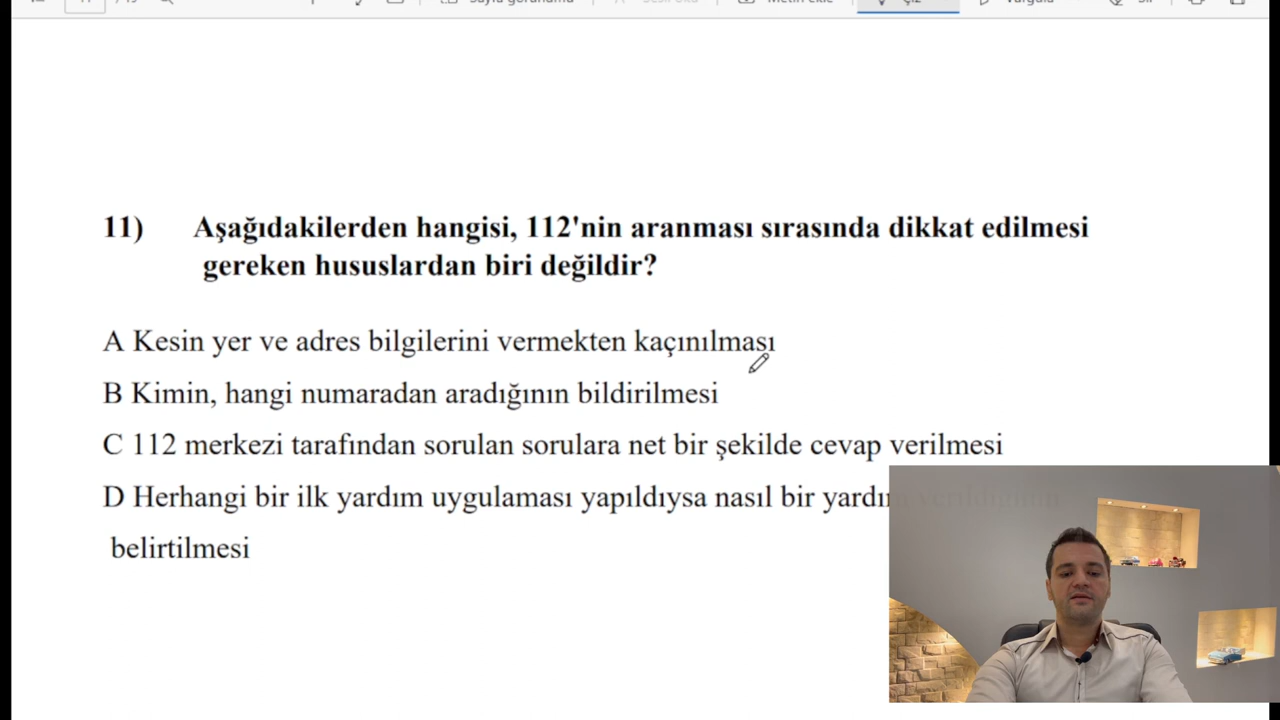 11) Aşağıdakilerden hangisi, 112'nin aranması sırasında dikkat edilmesi
gereken hususlardan biri değildir?
A Kesin yer ve adres bilgilerini vermekten kaçınılması
B Kimin, hangi numaradan aradığının bildirilmesi
C 112 merkezi tarafından sorulan sorulara net bir şekilde cevap verilmesi
D Herhangi bir ilk yardım uygulaması yapıldıysa nasıl bir
belirtilmesi